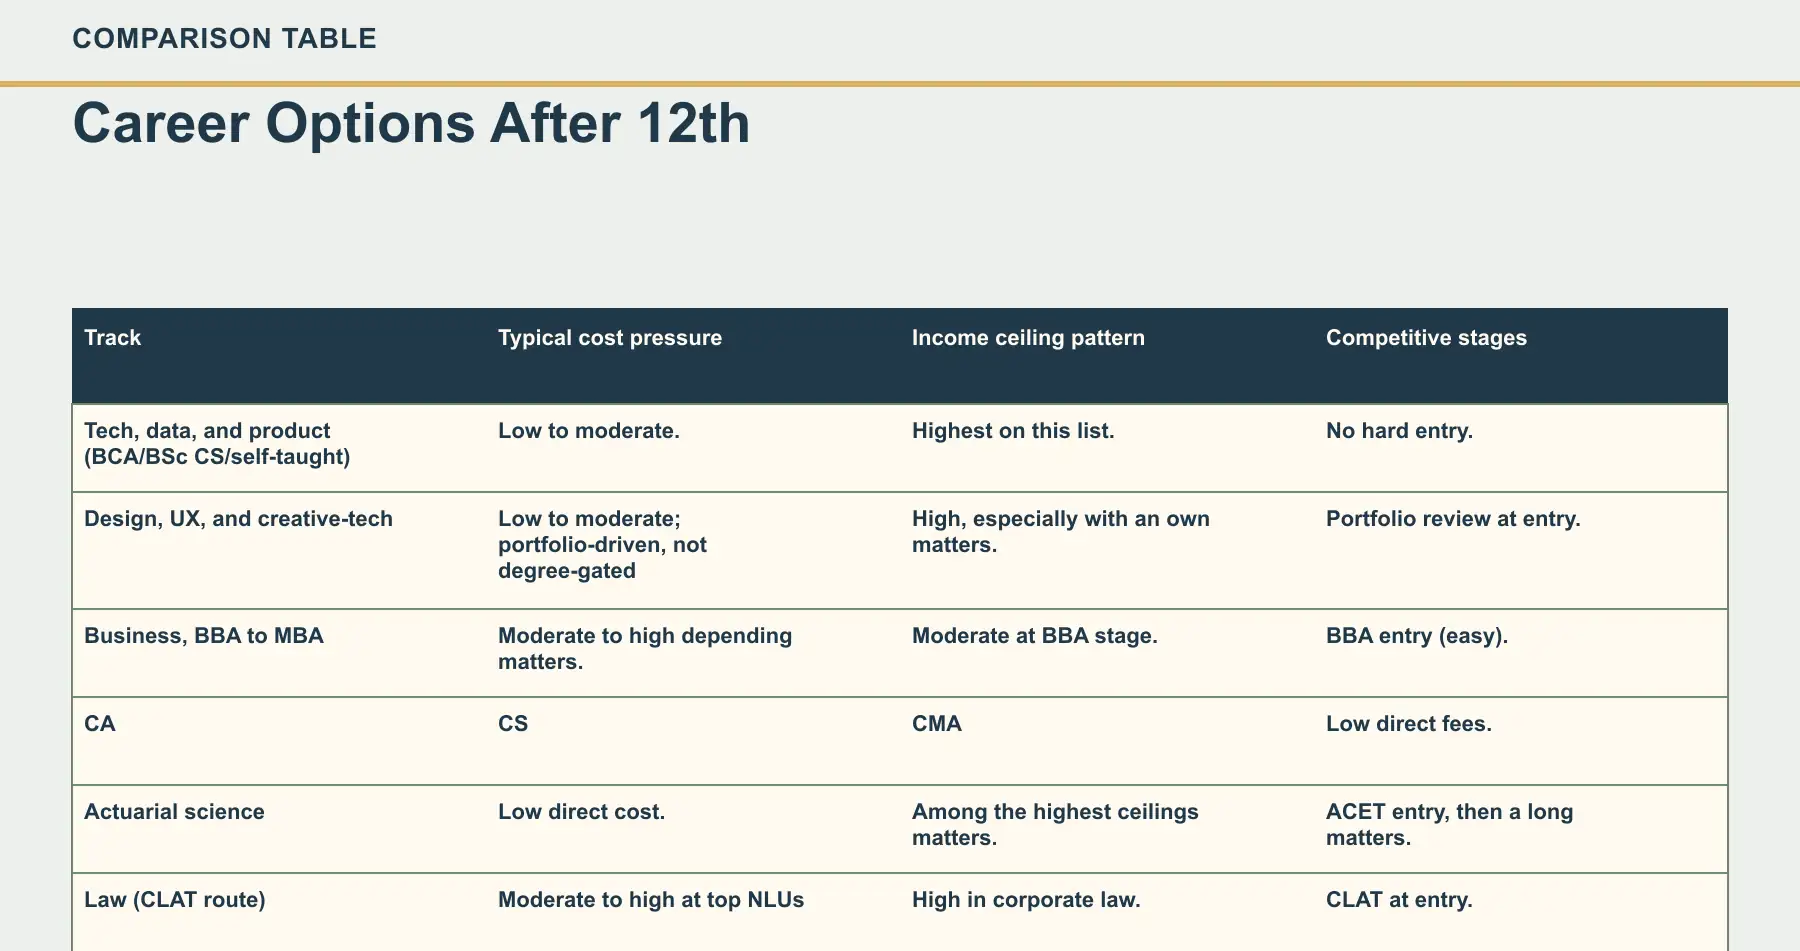 COMPARISON TABLE
Career Options After 12th
Track
Typical cost pressure
Income ceiling pattern
Competitive stages
Tech, data, and product
(BCA/BSc CS/self-taught)
Low to moderate.
Highest on this list.
No hard entry.
Design, UX, and creative-tech
Low to moderate;
portfolio-driven, not
degree-gated
High, especially with an own
matters.
Portfolio review at entry.
Business, BBA to MBA
Moderate to high depending
matters.
Moderate at BBA stage.
BBA entry (easy).
CA
CS
CMA
Low direct fees.
Actuarial science
Low direct cost.
Among the highest ceilings
matters.
ACET entry, then a long
matters.
Law (CLAT route)
Moderate to high at top NLUs
High in corporate law.
CLAT at entry.